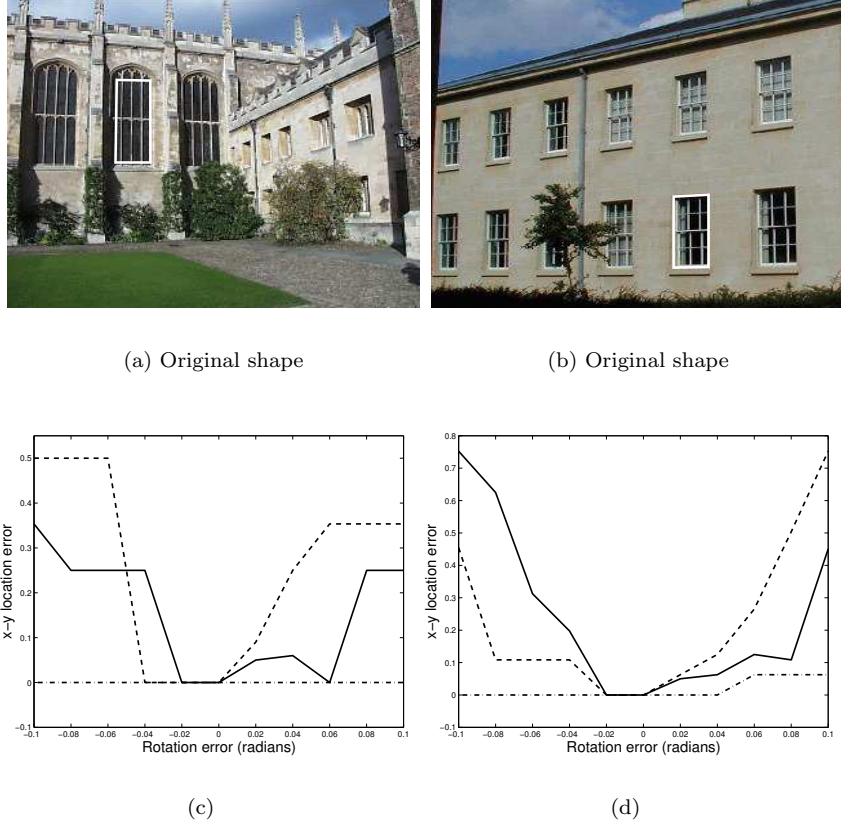 (a) Original shape
(b) Original shape
0.5
0.4
0.3
0.2
0.1
0
−0.1
−0.1 −0.08 −0.06 −0.04 −0.02 0 0.02 0.04 0.06 0.08 0.1
x−y location error
Rotation error (radians)
0.8
0.7
0.6
0.5
0.4
0.3
0.2
0.1
0
−0.1
−0.1 −0.08 −0.06 −0.04 −0.02 0 0.02 0.04 0.06 0.08 0.1
x−y location error
Rotation error (radians)
(c)
(d)